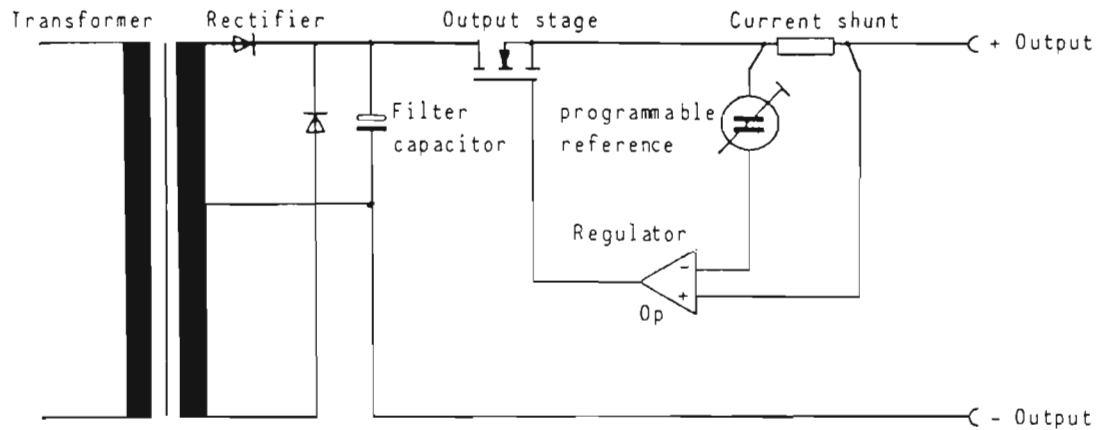 Transformer
Rectifier
Output stage
Current shunt
+ Output
Filter
capacitor
programmable
reference
Regulator
-
+
Op
- Output